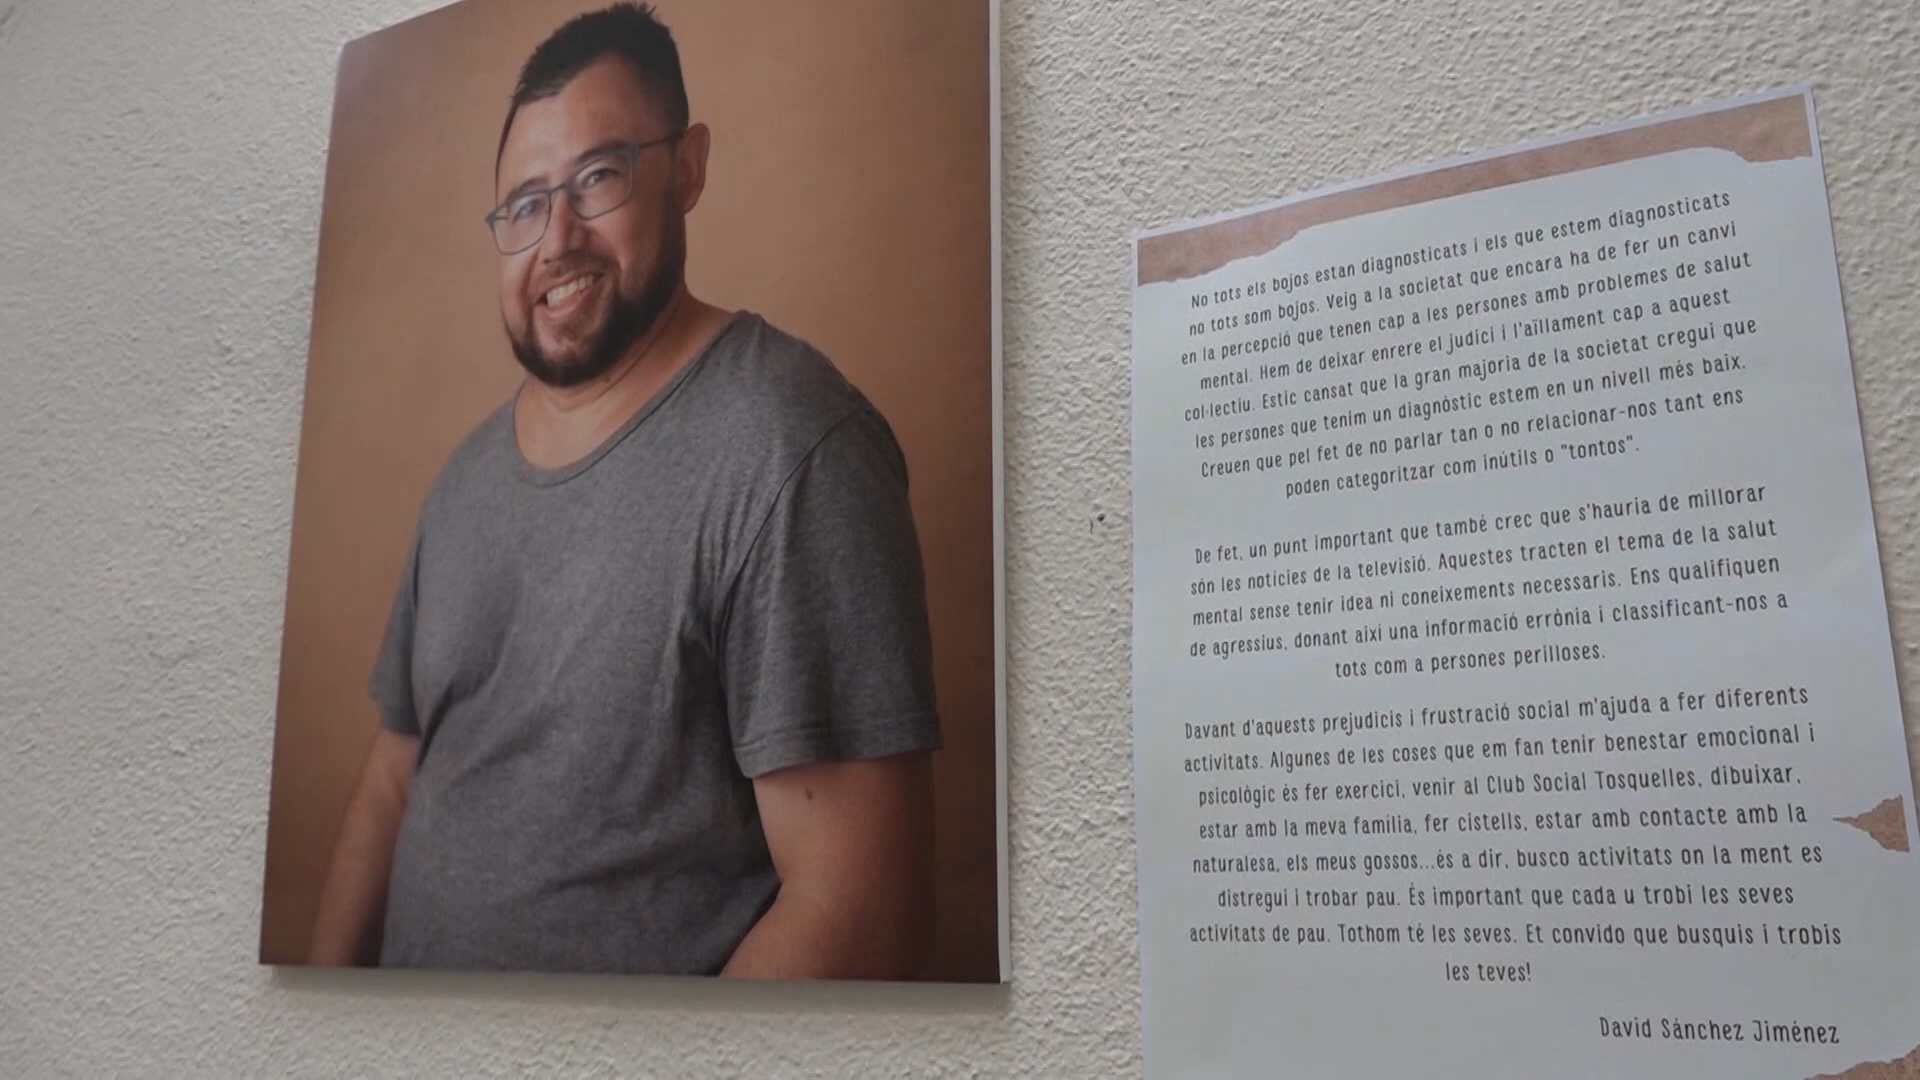 No tots els bojos estan diagnosticats i els que estem diagnosticats
no tots som bojos. Veig a la societat que encara ha de fer un canvi
en la percepció que tenen cap a les persones amb problemes de salut
mental. Hem de deixar enrere el judici i l'aïllament cap a aquest
col·lectiu. Estic cansat que la gran majoria de la societat cregui que
les persones que tenim un diagnòstic estem en un nivell més baix.
Creuen que pel fet de no parlar tan o no relacionar-nos tant ens
poden categoritzar com inútils o "tontos".
De fet, un punt important que també crec que s'hauria de millorar
són les noticies de la televisió. Aquestes tracten el tema de la salut
mental sense tenir idea ni coneixements necessaris. Ens qualifiquen
de agressius, donant així una informació errònia i classificant-nos a
tots com a persones perilloses.
Davant d'aquests prejudicis i frustració social m'ajuda a fer diferents
activitats. Algunes de les coses que em fan tenir benestar emocional i
psicològic és fer exercici, venir al Club Social Tosquelles, dibuixar,
estar amb la meva familia, fer cistells, estar amb contacte amb la
naturalesa, els meus gossos...és a dir, busco activitats on la ment es
distregui i trobar pau. És important que cada u trobi les seves
activitats de pau. Tothom té les seves. Et convido que busquis i trobis
les teves!
David Sánchez Jiménez